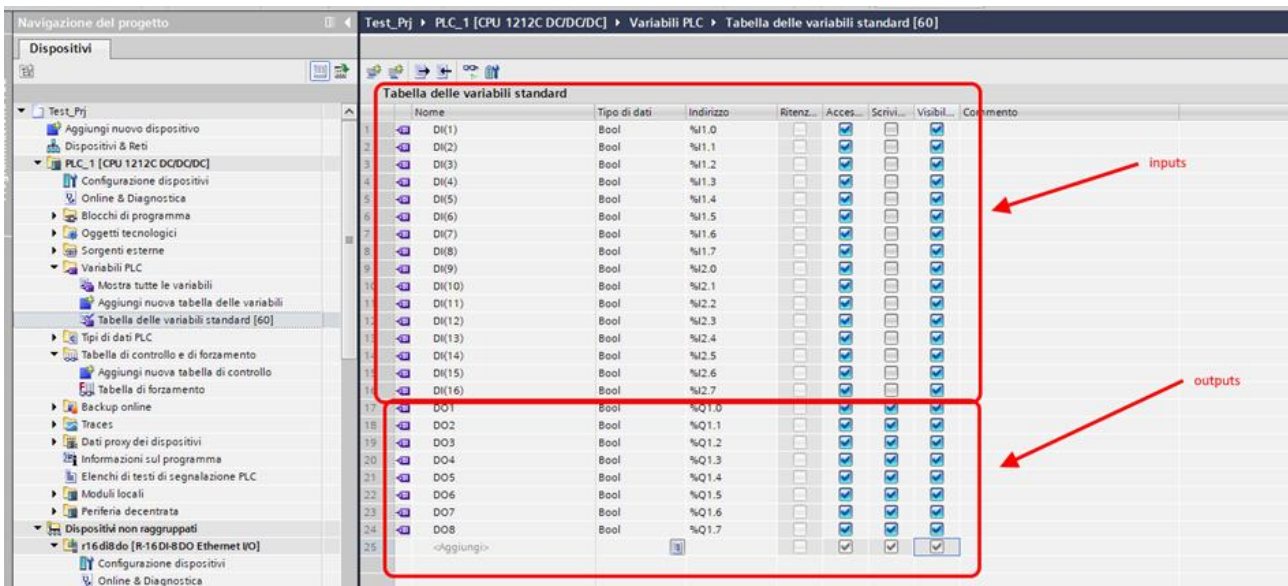 Navigazione del progetto
Test_Prj ▸ PLC_1 [CPU 1212C DC/DC/DC] ▸ Variabili PLC ▸ Tabella delle variabili standard [60]
Dispositivi
Test_Prj
Aggiungi nuovo dispositivo
Dispositivi & Reti
PLC_1 [CPU 1212C DC/DC/DC]
Configurazione dispositivi
Online & Diagnostica
Blocchi di programma
Oggetti tecnologici
Sorgenti esterne
Variabili PLC
Mostra tutte le variabili
Aggiungi nuova tabella delle variabili
Tabella delle variabili standard [60]
Tipi di dati PLC
Tabella di controllo e di forzamento
Aggiungi nuova tabella di controllo
Tabella di forzamento
Backup online
Traces
Dati proxy dei dispositivi
Informazioni sul programma
Elenchi di testi di segnalazione PLC
Moduli locali
Periferia decentrata
Dispositivi non raggruppati
r16di8do [R-16DI-8DO Ethernet I/O]
Configurazione dispositivi
Online & Diagnostica
Tabella delle variabili standard
Nome Tipo di dati Indirizzo Ritenz... Acces... Scrivi... Visibil... Commento
1 DI(1) Bool %I1.0
2 DI(2) Bool %I1.1
3 DI(3) Bool %I1.2
4 DI(4) Bool %I1.3
5 DI(5) Bool %I1.4
6 DI(6) Bool %I1.5
7 DI(7) Bool %I1.6
8 DI(8) Bool %I1.7
9 DI(9) Bool %I2.0
10 DI(10) Bool %I2.1
11 DI(11) Bool %I2.2
12 DI(12) Bool %I2.3
13 DI(13) Bool %I2.4
14 DI(14) Bool %I2.5
15 DI(15) Bool %I2.6
16 DI(16) Bool %I2.7
17 DO1 Bool %Q1.0
18 DO2 Bool %Q1.1
19 DO3 Bool %Q1.2
20 DO4 Bool %Q1.3
21 DO5 Bool %Q1.4
22 DO6 Bool %Q1.5
23 DO7 Bool %Q1.6
24 DO8 Bool %Q1.7
25 <Aggiungi>
inputs
outputs